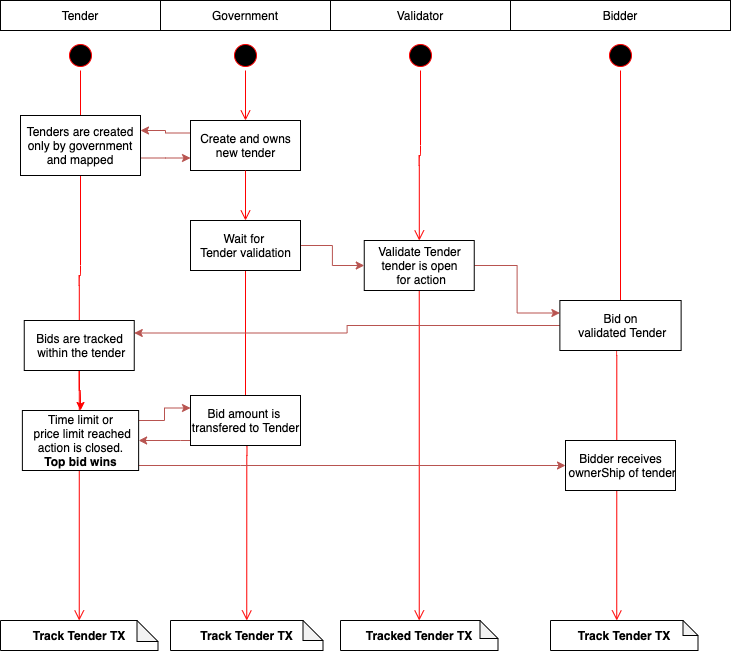 Tender
Government
Validator
Bidder
Tenders are created
only by government
and mapped
Create and owns
new tender
Wait for
Tender validation
Validate Tender
tender is open
for action
Bid on
validated Tender
Bids are tracked
within the tender
Time limit or
price limit reached
action is closed.
Top bid wins
Bid amount is
transfered to Tender
Bidder receives
ownerShip of tender
Track Tender TX
Track Tender TX
Tracked Tender TX
Track Tender TX